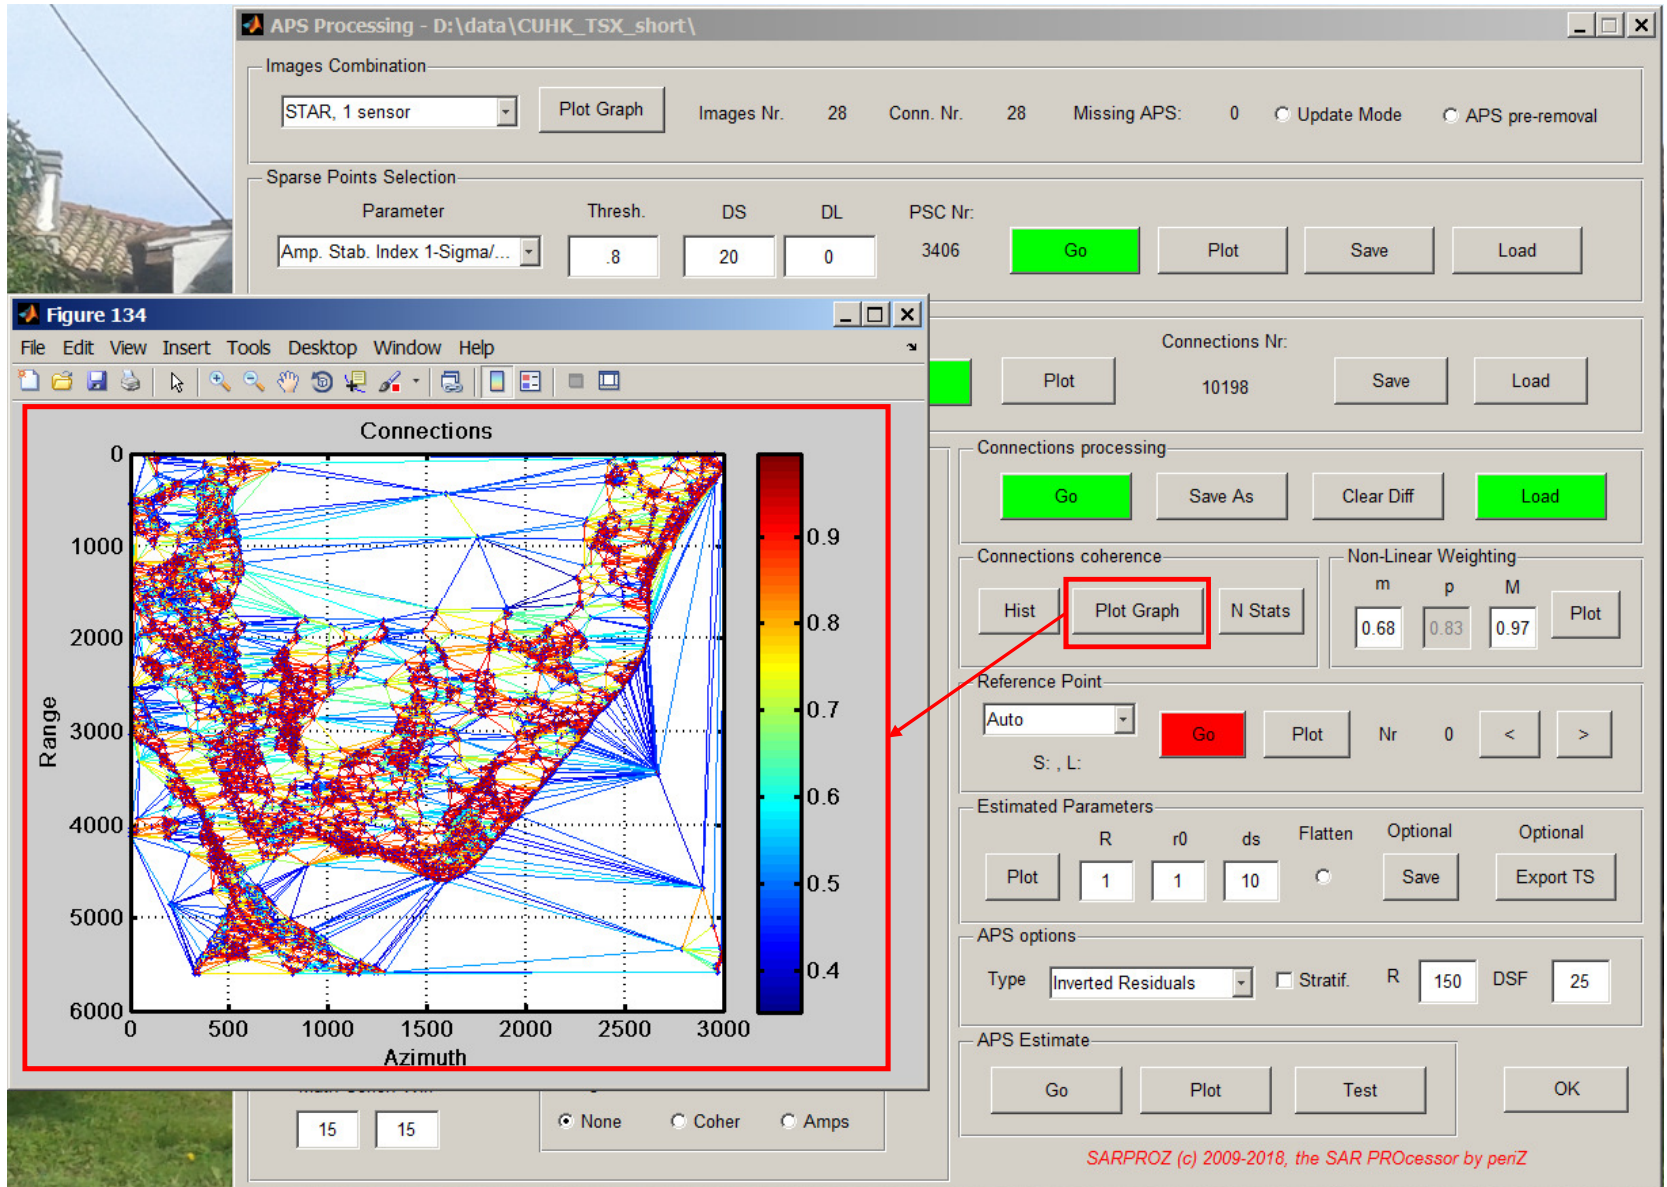 APS Processing - D:\data\CUHK_TSX_short\
Images Combination
STAR, 1 sensor
Plot Graph
Images Nr. 28
Conn. Nr. 28
Missing APS: 0
Update Mode
APS pre-removal
Sparse Points Selection
Parameter Thresh. DS DL PSC Nr:
Amp. Stab. Index 1-Sigma/... .8 20 0 3406 Go Plot Save Load
Figure 134
File Edit View Insert Tools Desktop Window Help
Connections
0
1000
2000
3000
4000
5000
6000
Range
0 500 1000 1500 2000 2500 3000
Azimuth
0.9
0.8
0.7
0.6
0.5
0.4
Connections Nr:
Plot 10198 Save Load
Connections processing
Go Save As Clear Diff Load
Connections coherence
Hist Plot Graph N Stats
Non-Linear Weighting
m p M
0.68 0.83 0.97 Plot
Reference Point
Auto Go Plot Nr 0 < >
S: , L:
Estimated Parameters
R r0 ds Flatten Optional Optional
Plot 1 1 10 Save Export TS
APS options
Type Inverted Residuals Stratif. R 150 DSF 25
APS Estimate
Go Plot Test OK
15 15
None Coher Amps
SARPROZ (c) 2009-2018, the SAR PROcessor by periZ